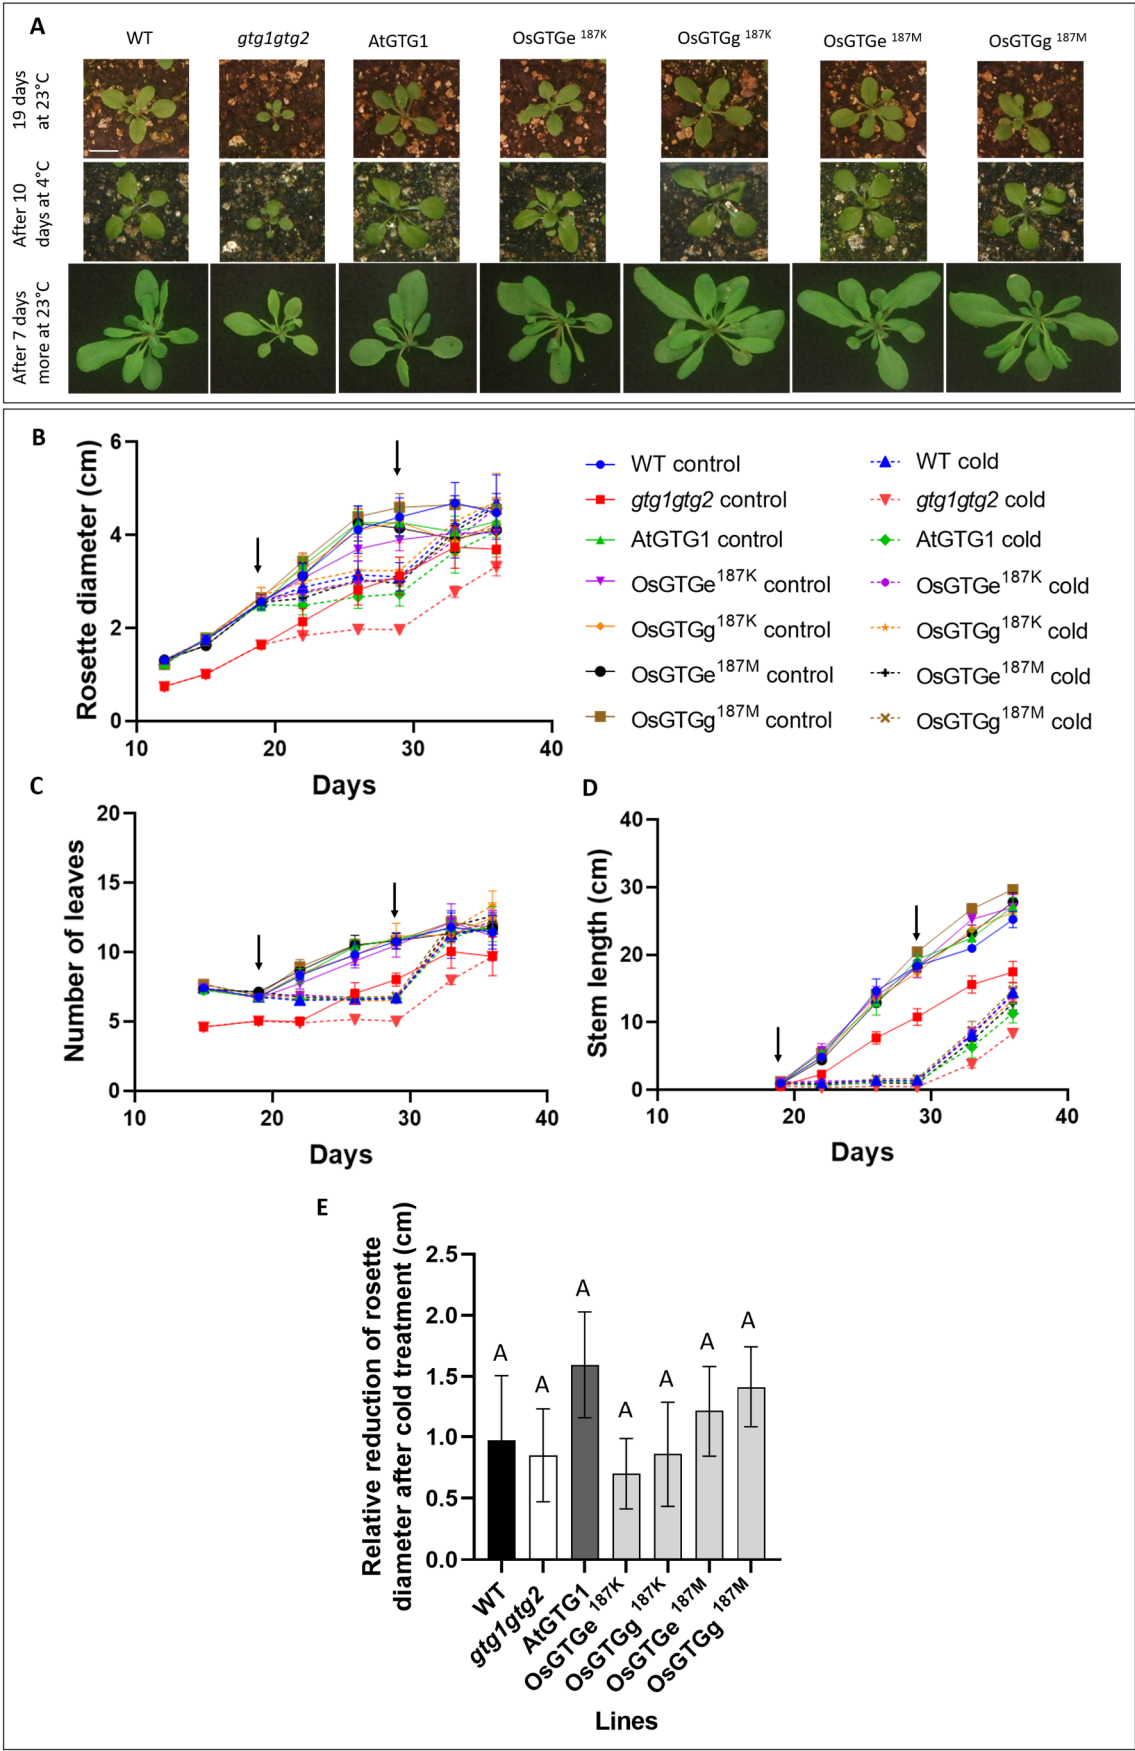 A
WT
gtg1gtg2
AtGTG1
OsGTGe 187K
OsGTGg 187K
OsGTGe 187M
OsGTGg 187M
19 days
at 23°C
After 10
days at 4°C
After 7 days
more at 23°C
B
Rosette diameter (cm)
6
4
2
0
10
20
30
40
Days
WT control
gtg1gtg2 control
AtGTG1 control
OsGTGe187K control
OsGTGg187K control
OsGTGe187M control
OsGTGg187M control
WT cold
gtg1gtg2 cold
AtGTG1 cold
OsGTGe187K cold
OsGTGg187K cold
OsGTGe187M cold
OsGTGg187M cold
C
Number of leaves
20
15
10
5
0
10
20
30
40
Days
D
Stem length (cm)
40
30
20
10
0
10
20
30
40
Days
E
Relative reduction of rosette
diameter after cold treatment (cm)
2.5
2.0
1.5
1.0
0.5
0.0
A
A
A
A
A
A
A
WT
gtg1gtg2
AtGTG1
OsGTGe 187K
OsGTGg 187K
OsGTGe 187M
OsGTGg 187M
Lines